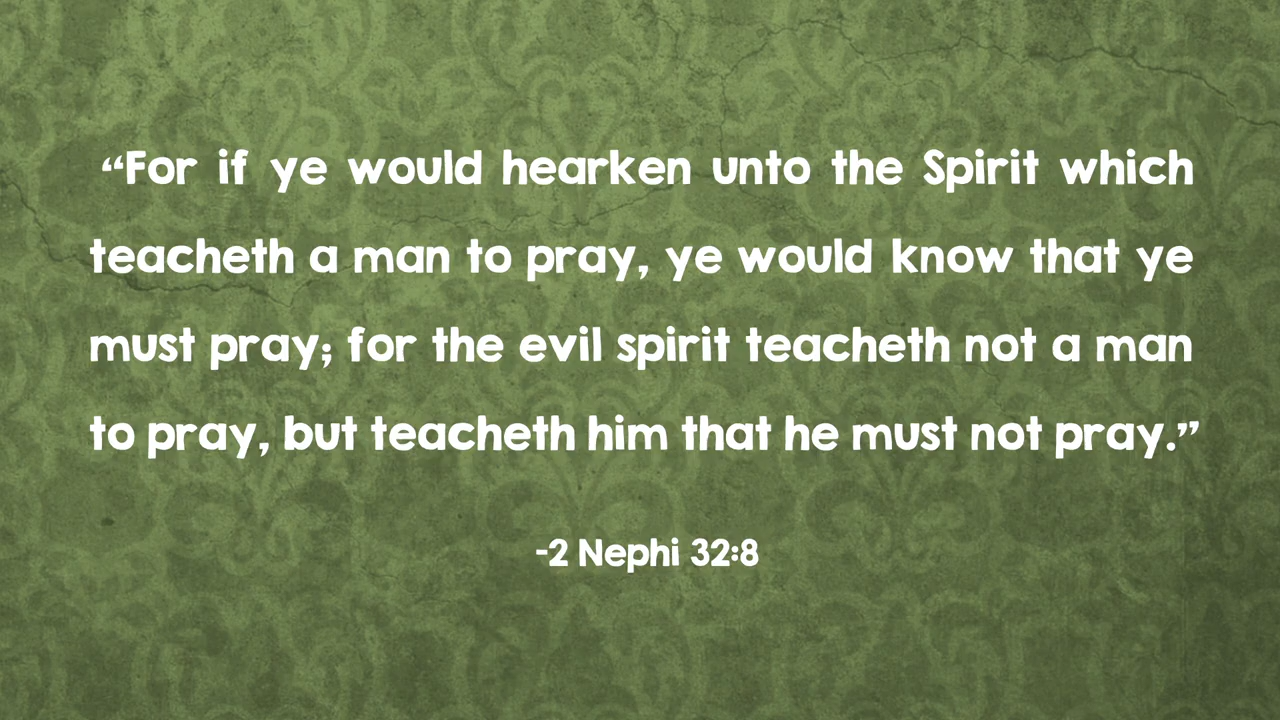 “For if ye would hearken unto the Spirit which
teacheth a man to pray, ye would know that ye
must pray; for the evil spirit teacheth not a man
to pray, but teacheth him that he must not pray.”
-2 Nephi 32:8